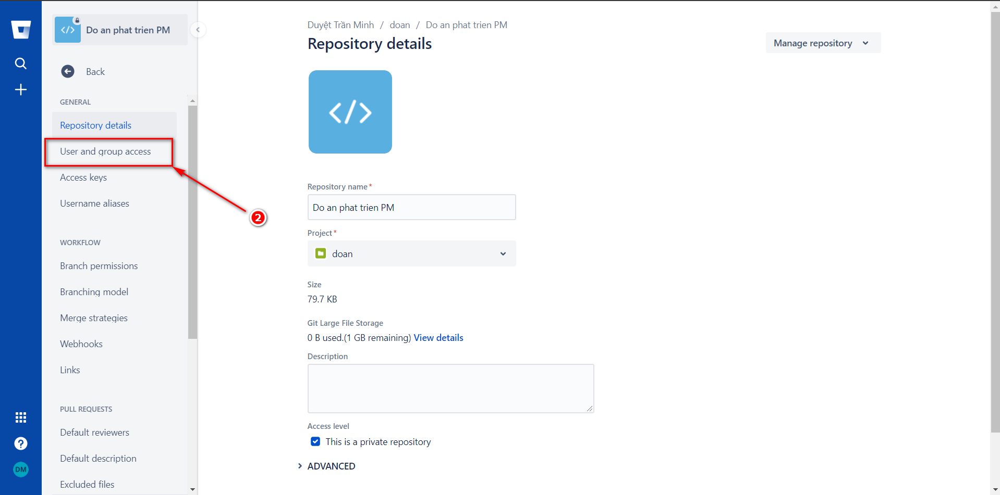 Do an phat trien PM
Back
GENERAL
Repository details
User and group access
Access keys
Username aliases
WORKFLOW
Branch permissions
Branching model
Merge strategies
Webhooks
Links
PULL REQUESTS
Default reviewers
Default description
Excluded files
DM
2
Duyệt Trần Minh / doan / Do an phat trien PM
Repository details
Manage repository
Repository name *
Do an phat trien PM
Project *
doan
Size
79.7 KB
Git Large File Storage
0 B used.(1 GB remaining) View details
Description
Access level
This is a private repository
ADVANCED